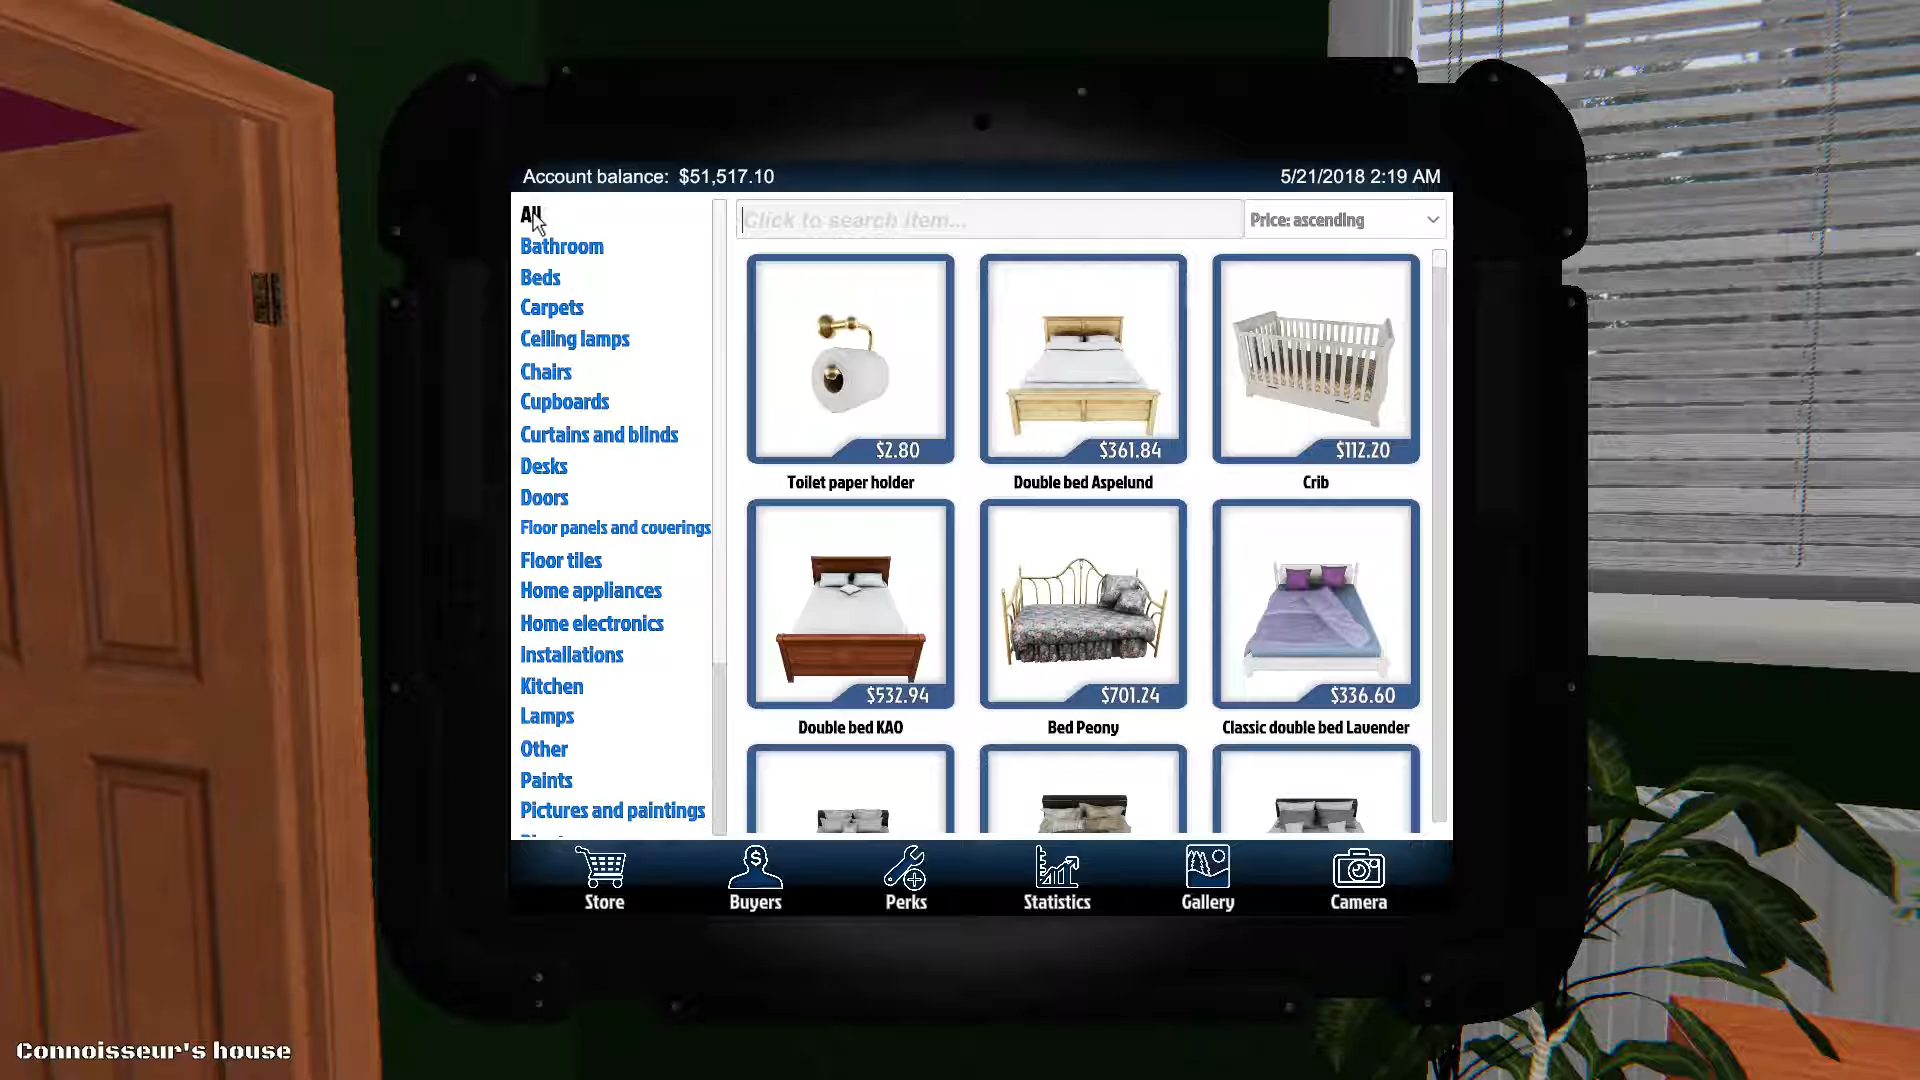 Account balance: $51,517.10
5/21/2018 2:19 AM
All
Bathroom
Beds
Carpets
Ceiling lamps
Chairs
Cupboards
Curtains and blinds
Desks
Doors
Floor panels and coverings
Floor tiles
Home appliances
Home electronics
Installations
Kitchen
Lamps
Other
Paints
Pictures and paintings
Click to search item...
Price: ascending
$2.80
$361.84
$112.20
Toilet paper holder
Double bed Aspelund
Crib
$532.94
$701.24
$336.60
Double bed KAO
Bed Peony
Classic double bed Lavender
Store
Buyers
Perks
Statistics
Gallery
Camera
Connoisseur's house